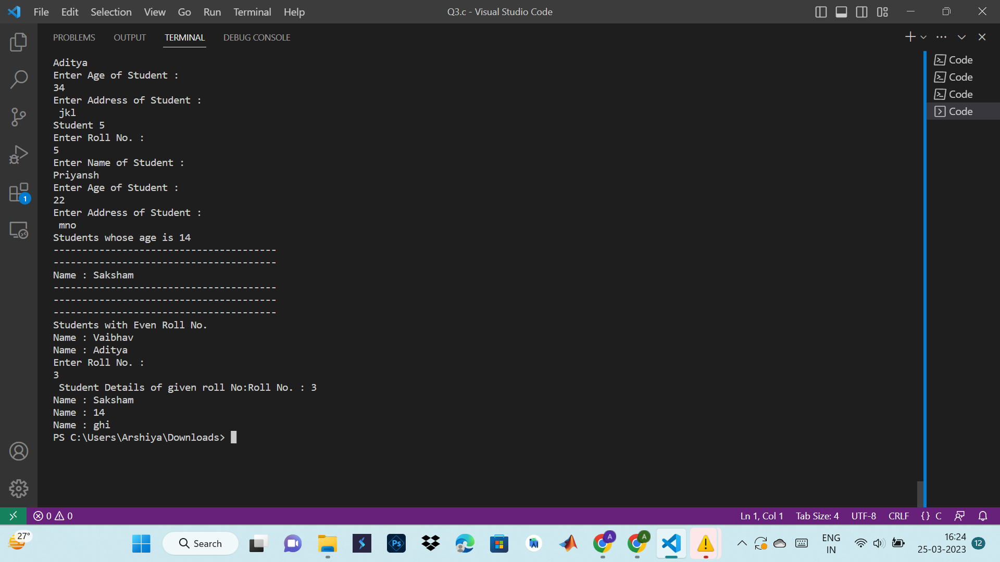 File Edit Selection View Go Run Terminal Help
Q3.c - Visual Studio Code
PROBLEMS OUTPUT TERMINAL DEBUG CONSOLE
Aditya
Enter Age of Student :
34
Enter Address of Student :
jkl
Student 5
Enter Roll No. :
5
Enter Name of Student :
Priyansh
Enter Age of Student :
22
Enter Address of Student :
mno
Students whose age is 14
---------------------------------------
---------------------------------------
Name : Saksham
---------------------------------------
---------------------------------------
---------------------------------------
Students with Even Roll No.
Name : Vaibhav
Name : Aditya
Enter Roll No. :
3
Student Details of given roll No:Roll No. : 3
Name : Saksham
Name : 14
Name : ghi
PS C:\Users\Arshiya\Downloads>
Code
Code
Code
Code
1
0 0
Ln 1, Col 1 Tab Size: 4 UTF-8 CRLF {} C
27°
Search
Ps
A
A
ENG
IN
16:24
25-03-2023
12